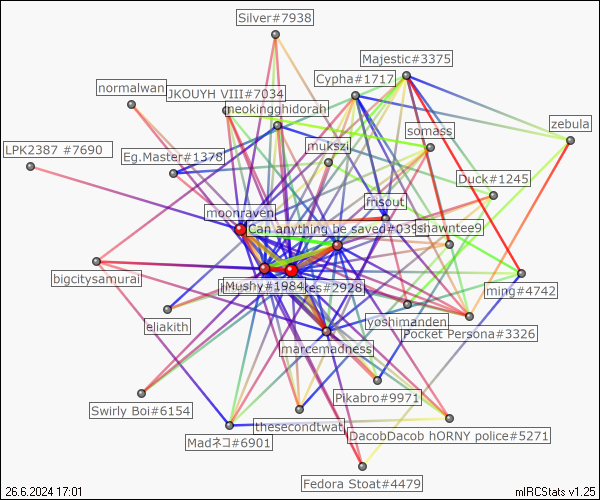 Silver#7938
Majestic#3375
Cypha#1717
normalwan
JKOUYH VIII#7034
meokingghidorah
zebula
somass
mukszi
LPK2387 #7690
Eg.Master#1378
Duck#1245
frisout
moonraven
Can anything be saved#039
shawntee9
bigcitysamurai
Mushy#1984
es#2928
ming#4742
eliakith
yoshimanden
Pocket Persona#3326
marcemadness
Pikabro#9971
Swirly Boi#6154
thesecondtwat
DacobDacob hORNY police#5271
Madネコ#6901
Fedora Stoat#4479
26.6.2024 17:01
mIRCStats v1.25